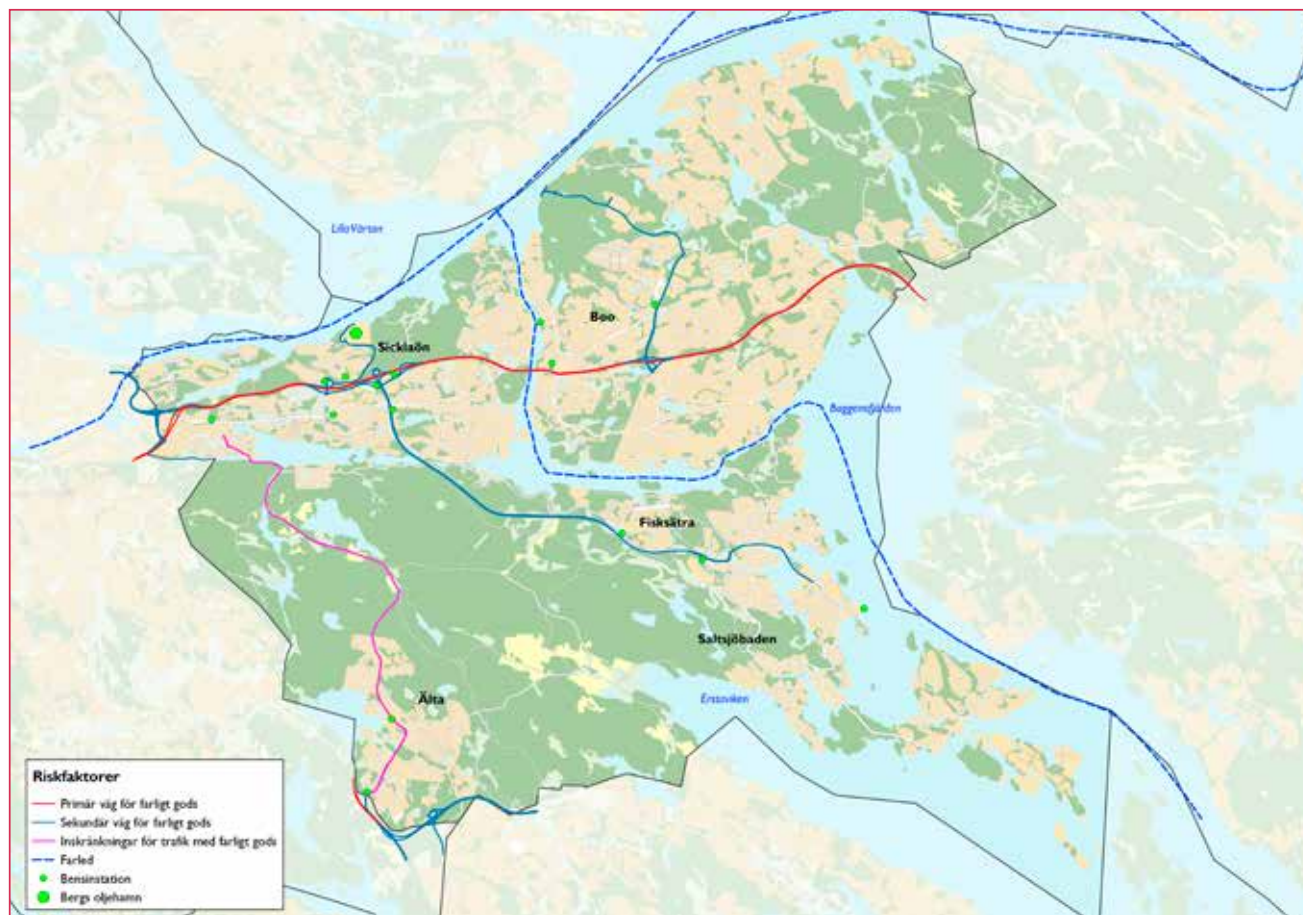 Lilla Värtan
Boo
Sicklaön
Baggensfjärden
Fisksätra
Saltsjöbaden
Älta
Erstaviken
Riskfaktorer
Primär väg för farligt gods
Sekundär väg för farligt gods
Inskränkningar för trafik med farligt gods
Farled
Bensinstation
Bergs oljehamn